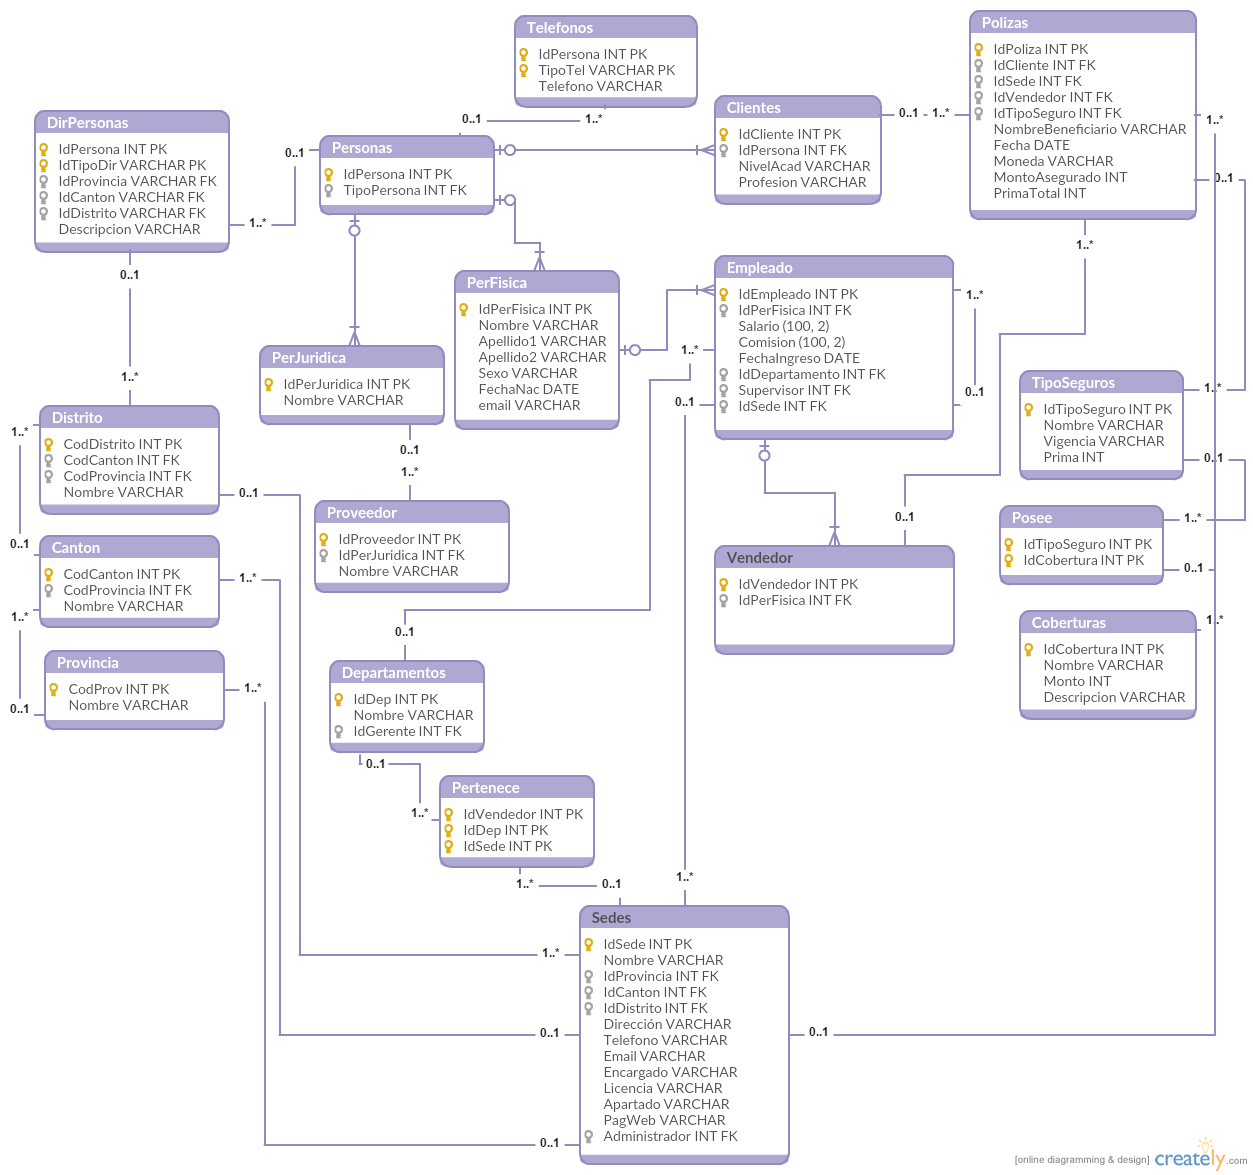 Telefonos
IdPersona INT PK
TipoTel VARCHAR PK
Telefono VARCHAR
Polizas
IdPoliza INT PK
IdCliente INT FK
IdSede INT FK
IdVendedor INT FK
IdTipoSeguro INT FK
NombreBeneficiario VARCHAR
Fecha DATE
Moneda VARCHAR
MontoAsegurado INT
PrimaTotal INT
Clientes
IdCliente INT PK
IdPersona INT FK
NivelAcad VARCHAR
Profesion VARCHAR
DirPersonas
IdPersona INT PK
IdTipoDir VARCHAR PK
IdProvincia VARCHAR FK
IdCanton VARCHAR FK
IdDistrito VARCHAR FK
Descripcion VARCHAR
Personas
IdPersona INT PK
TipoPersona INT FK
0..1
1..*
0..1
1..*
0..1
1..*
1..*
0..1
0..1
1..*
1..*
PerFisica
IdPerFisica INT PK
Nombre VARCHAR
Apellido1 VARCHAR
Apellido2 VARCHAR
Sexo VARCHAR
FechaNac DATE
email VARCHAR
Empleado
IdEmpleado INT PK
IdPerFisica INT FK
Salario (100, 2)
Comision (100, 2)
FechaIngreso DATE
IdDepartamento INT FK
Supervisor INT FK
IdSede INT FK
1..*
0..1
1..*
0..1
PerJuridica
IdPerJuridica INT PK
Nombre VARCHAR
TipoSeguros
IdTipoSeguro INT PK
Nombre VARCHAR
Vigencia VARCHAR
Prima INT
1..*
0..1
Distrito
CodDistrito INT PK
CodCanton INT FK
CodProvincia INT FK
Nombre VARCHAR
1..*
0..1
0..1
0..1
1..*
Proveedor
IdProveedor INT PK
IdPerJuridica INT FK
Nombre VARCHAR
0..1
Posee
IdTipoSeguro INT PK
IdCobertura INT PK
1..*
0..1
Canton
CodCanton INT PK
CodProvincia INT FK
Nombre VARCHAR
1..*
1..*
0..1
Vendedor
IdVendedor INT PK
IdPerFisica INT FK
Coberturas
IdCobertura INT PK
Nombre VARCHAR
Monto INT
Descripcion VARCHAR
1..*
Provincia
CodProv INT PK
Nombre VARCHAR
1..*
0..1
Departamentos
IdDep INT PK
Nombre VARCHAR
IdGerente INT FK
0..1
1..*
Pertenece
IdVendedor INT PK
IdDep INT PK
IdSede INT PK
1..*
0..1
1..*
Sedes
IdSede INT PK
Nombre VARCHAR
IdProvincia INT FK
IdCanton INT FK
IdDistrito INT FK
Dirección VARCHAR
Telefono VARCHAR
Email VARCHAR
Encargado VARCHAR
Licencia VARCHAR
Apartado VARCHAR
PagWeb VARCHAR
Administrador INT FK
1..*
0..1
0..1
0..1
[online diagramming & design] creately.com